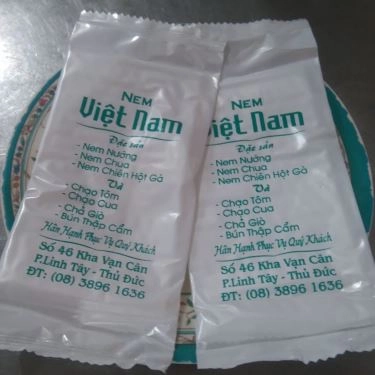 NEM
Việt Nam
Đặc sản
- Nem Nướng
- Nem Chua
- Nem Chiên Hột Gà
Và
- Chạo Tôm
- Chạo Cua
- Chả Giò
- Bún Thập Cẩm
Hân Hạnh Phục Vụ Quý Khách
Số 46 Kha Vạn Cân
P.Linh Tây - Thủ Đức
ĐT: (08) 3896 1636
NEM
Việt Nam
Đặc sản
- Nem Nướng
- Nem Chua
- Nem Chiên Hột Gà
Và
- Chạo Tôm
- Chạo Cua
- Chả Giò
- Bún Thập Cẩm
Hân Hạnh Phục Vụ Quý Khách
Số 46 Kha Vạn Cân
P.Linh Tây - Thủ Đức
ĐT: (08) 3896 1636